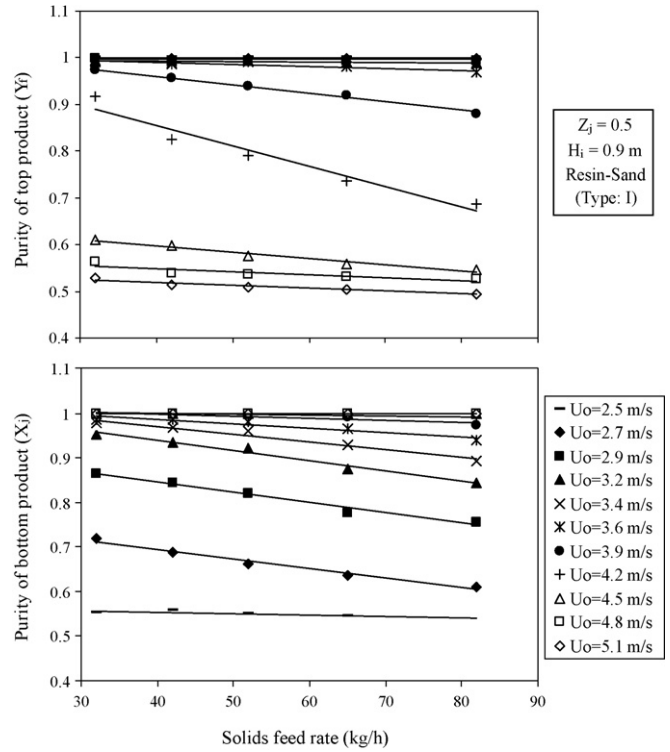 1.1
1
0.9
0.8
0.7
0.6
0.5
0.4
Purity of top product (Yf)
Zj = 0.5
Hi = 0.9 m
Resin-Sand
(Type: I)
1.1
1
0.9
0.8
0.7
0.6
0.5
0.4
Purity of bottom product (Xj)
30 40 50 60 70 80 90
Solids feed rate (kg/h)
Uo=2.5 m/s
Uo=2.7 m/s
Uo=2.9 m/s
Uo=3.2 m/s
Uo=3.4 m/s
Uo=3.6 m/s
Uo=3.9 m/s
Uo=4.2 m/s
Uo=4.5 m/s
Uo=4.8 m/s
Uo=5.1 m/s